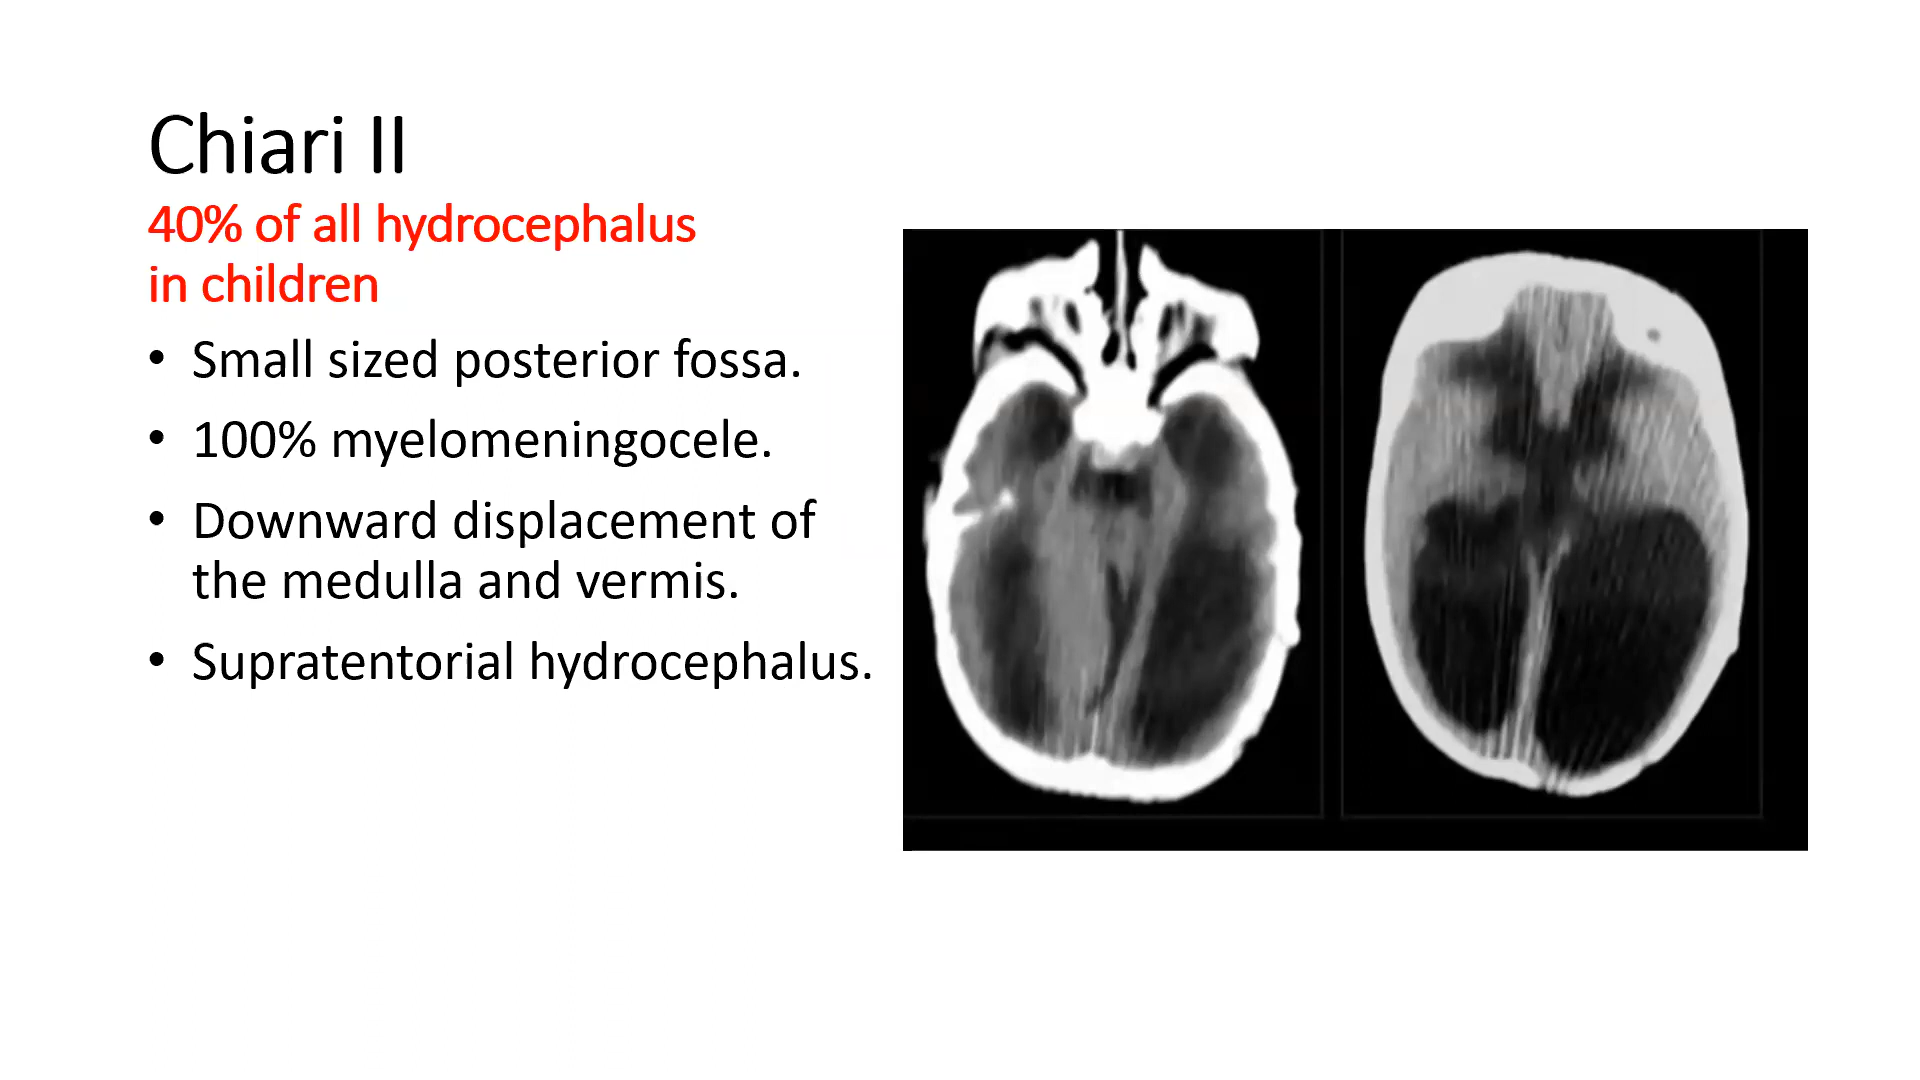 Chiari II
40% of all hydrocephalus
in children
• Small sized posterior fossa.
• 100% myelomeningocele.
• Downward displacement of
the medulla and vermis.
• Supratentorial hydrocephalus.